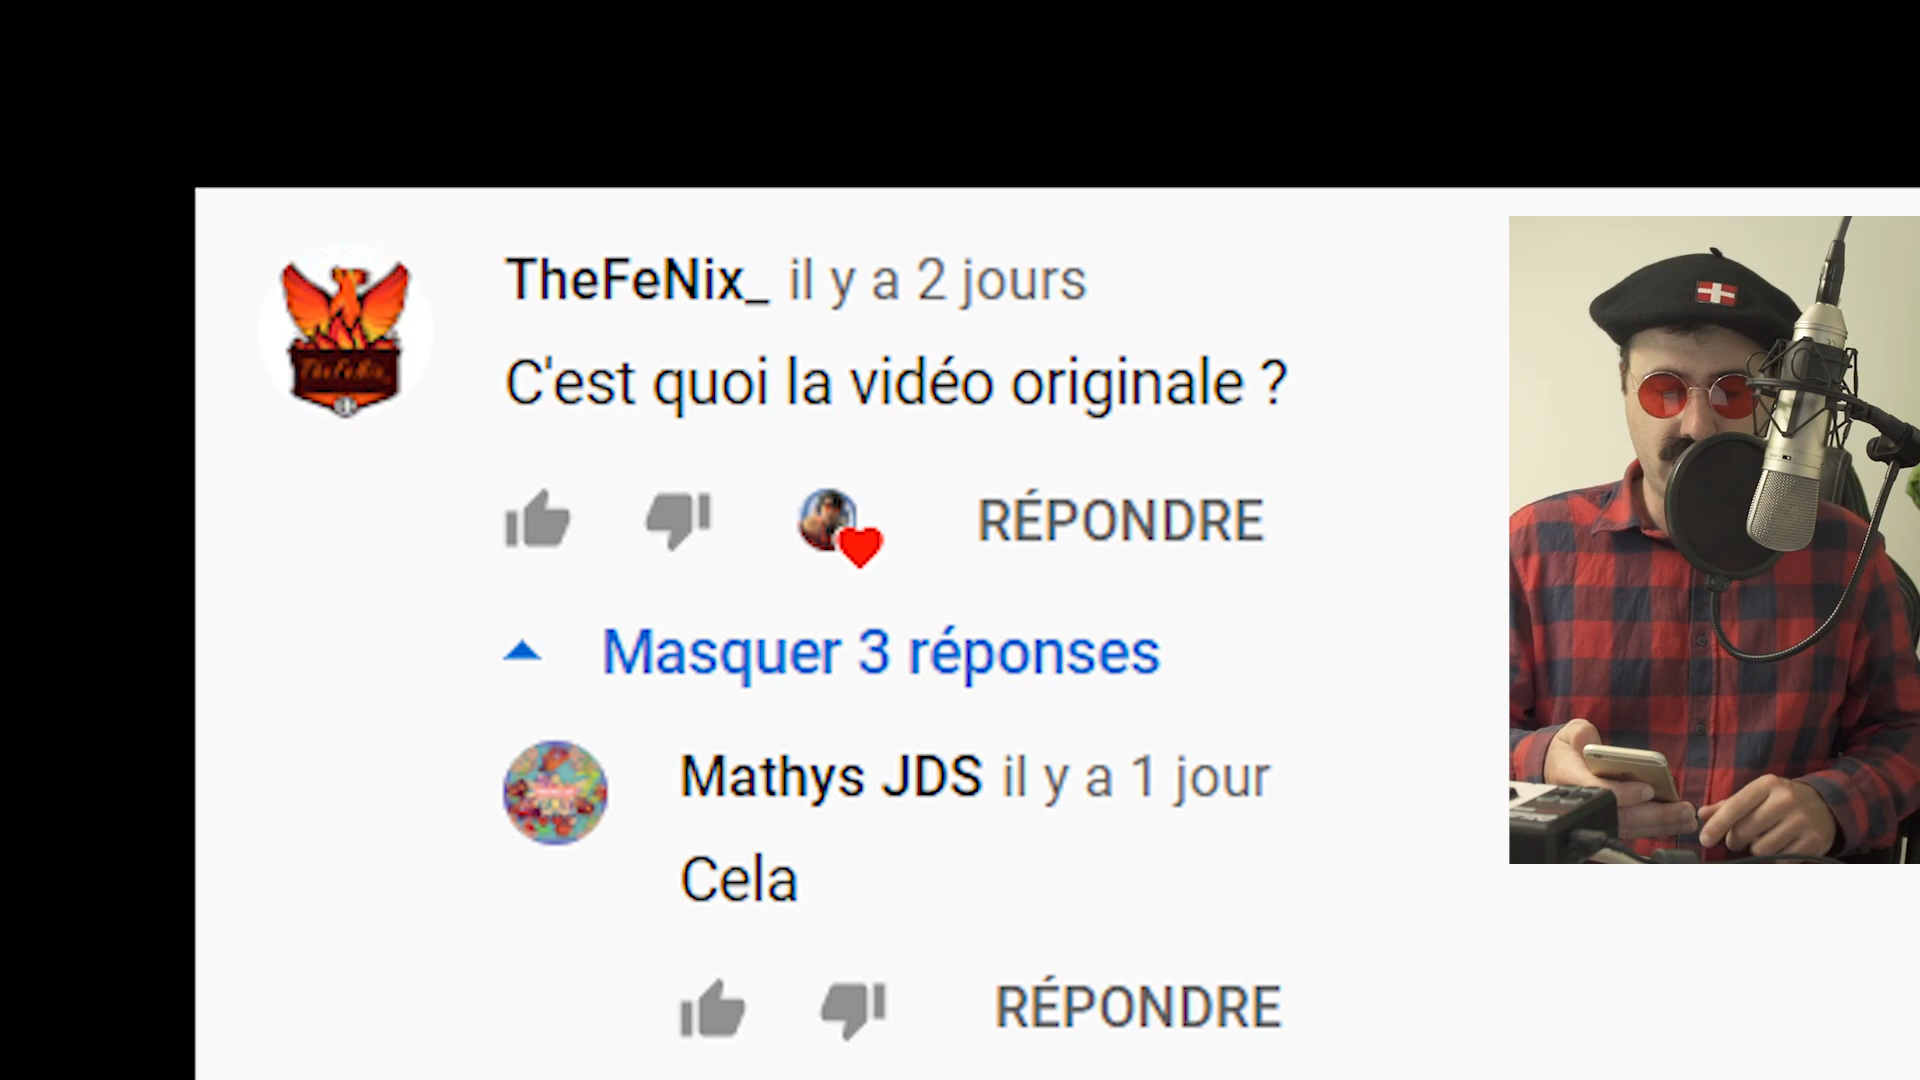 TheFeNix_ il y a 2 jours
C'est quoi la vidéo originale ?
RÉPONDRE
Masquer 3 réponses
Mathys JDS il y a 1 jour
Cela
RÉPONDRE